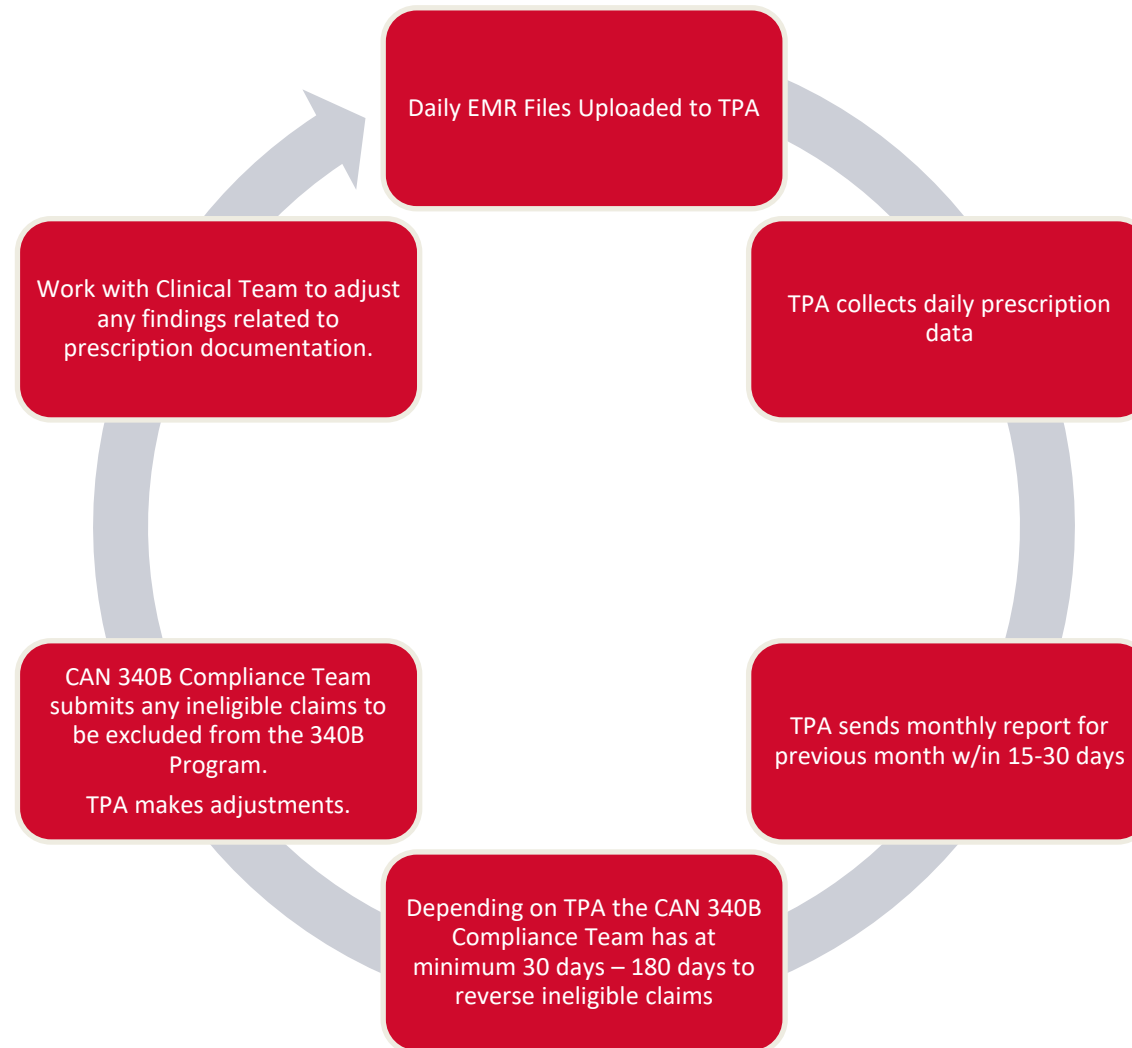 Daily EMR Files Uploaded to TPA
TPA collects daily prescription
data
TPA sends monthly report for
previous month w/in 15-30 days
Depending on TPA the CAN 340B
Compliance Team has at
minimum 30 days – 180 days to
reverse ineligible claims
CAN 340B Compliance Team
submits any ineligible claims to
be excluded from the 340B
Program.
TPA makes adjustments.
Work with Clinical Team to adjust
any findings related to
prescription documentation.